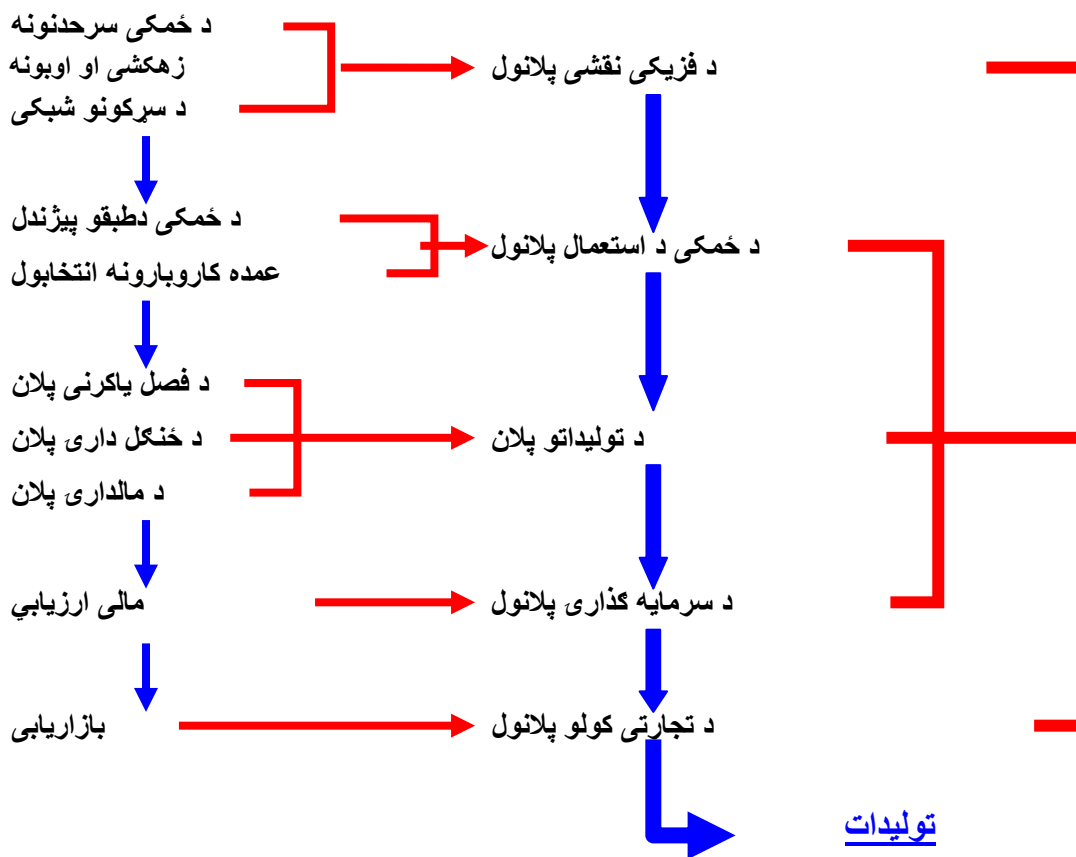 د ځمکی سرحدنونه
زهکشی او اوبونه
د سړکونو شبکی
د فزیکی نقشی پلانول
د ځمکی دطبقو پیژندل
عمده کاروبارونه انتخابول
د ځمکی د استعمال پلانول
د فصل یاکرنی پلان
د ځنګل داری پلان
د مالداری پلان
د تولیداتو پلان
مالی ارزیابي
د سرمایه ګذاری پلانول
بازاریابی
د تجارتی کولو پلانول
تولیدات